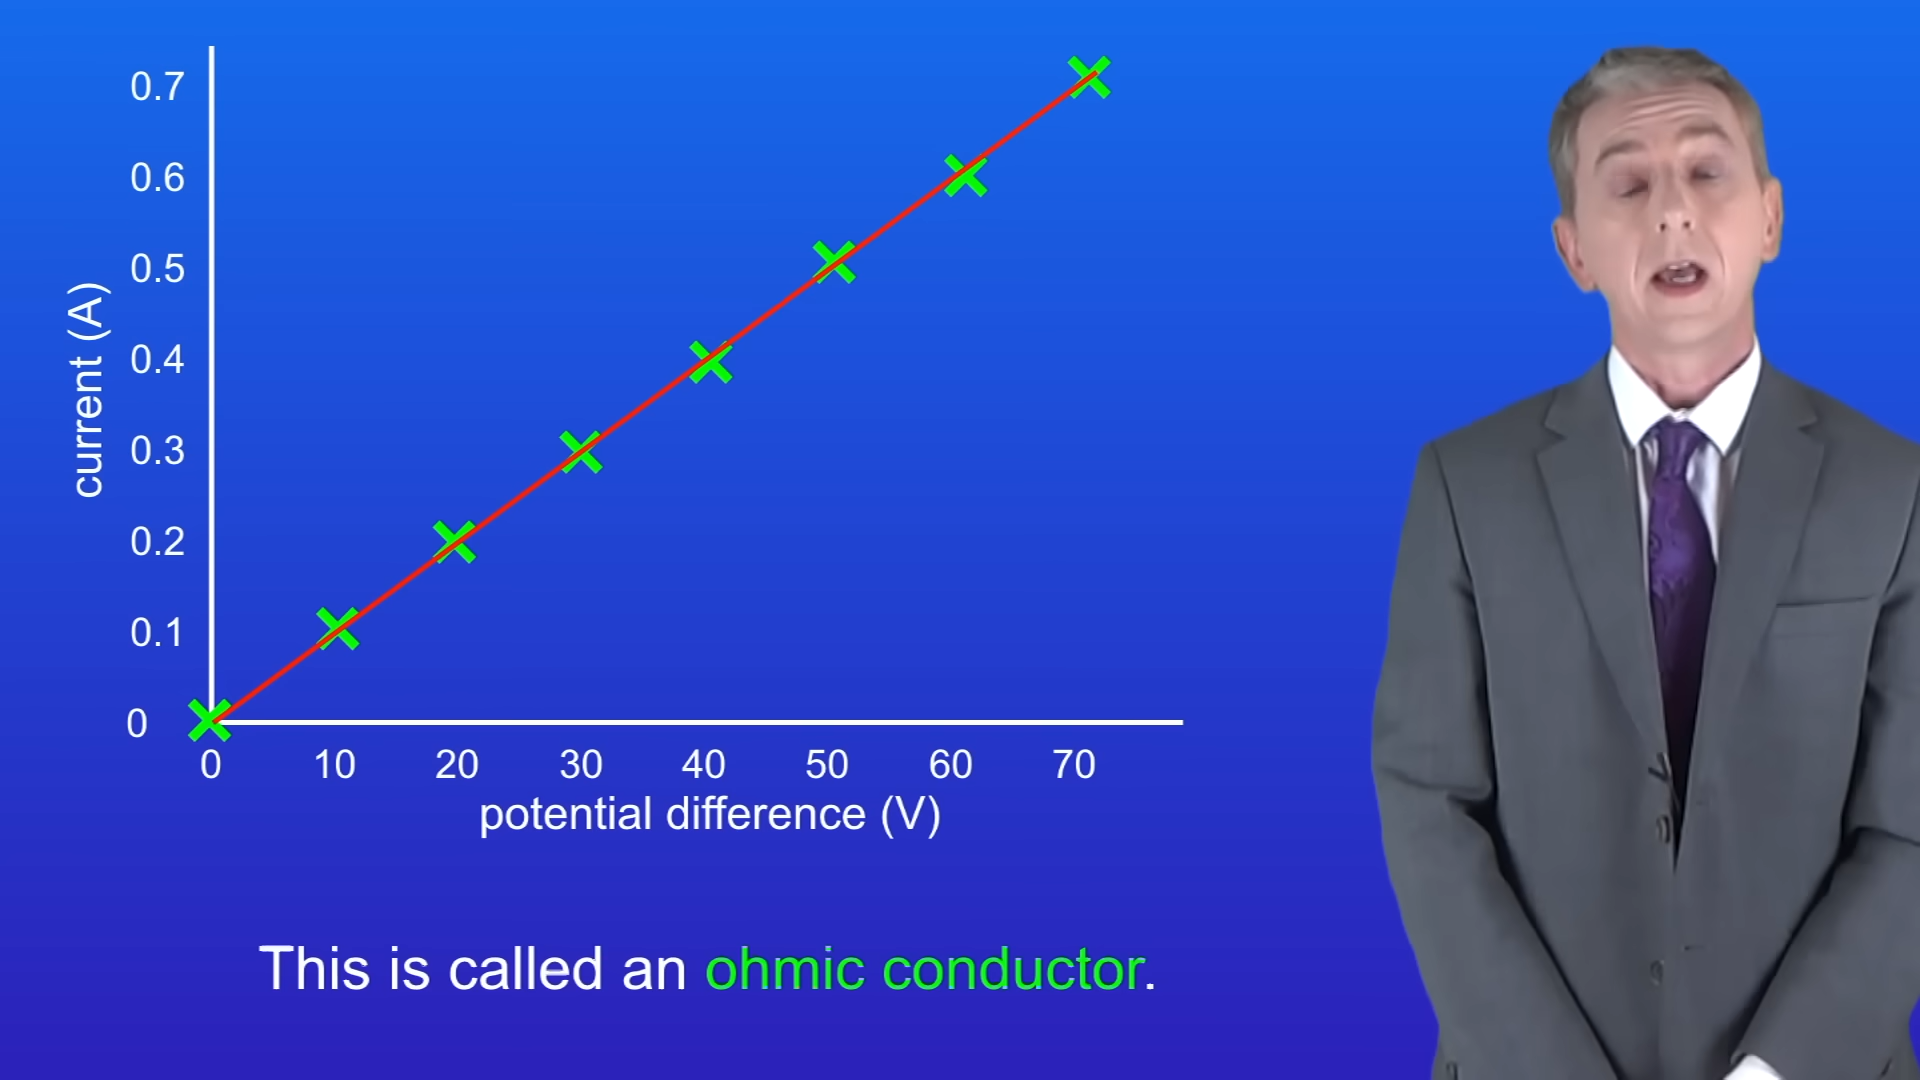 0.7
0.6
0.5
0.4
0.3
0.2
0.1
0
current (A)
0 10 20 30 40 50 60 70
potential difference (V)
This is called an ohmic conductor.